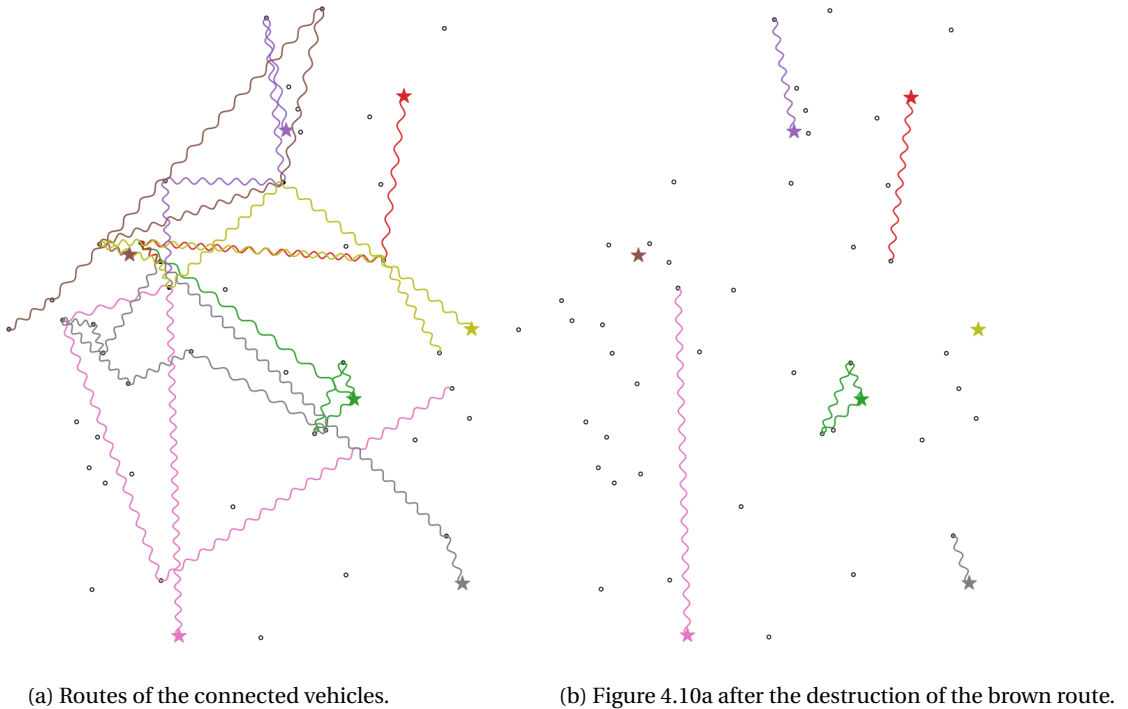 (a) Routes of the connected vehicles.
(b) Figure 4.10a after the destruction of the brown route.